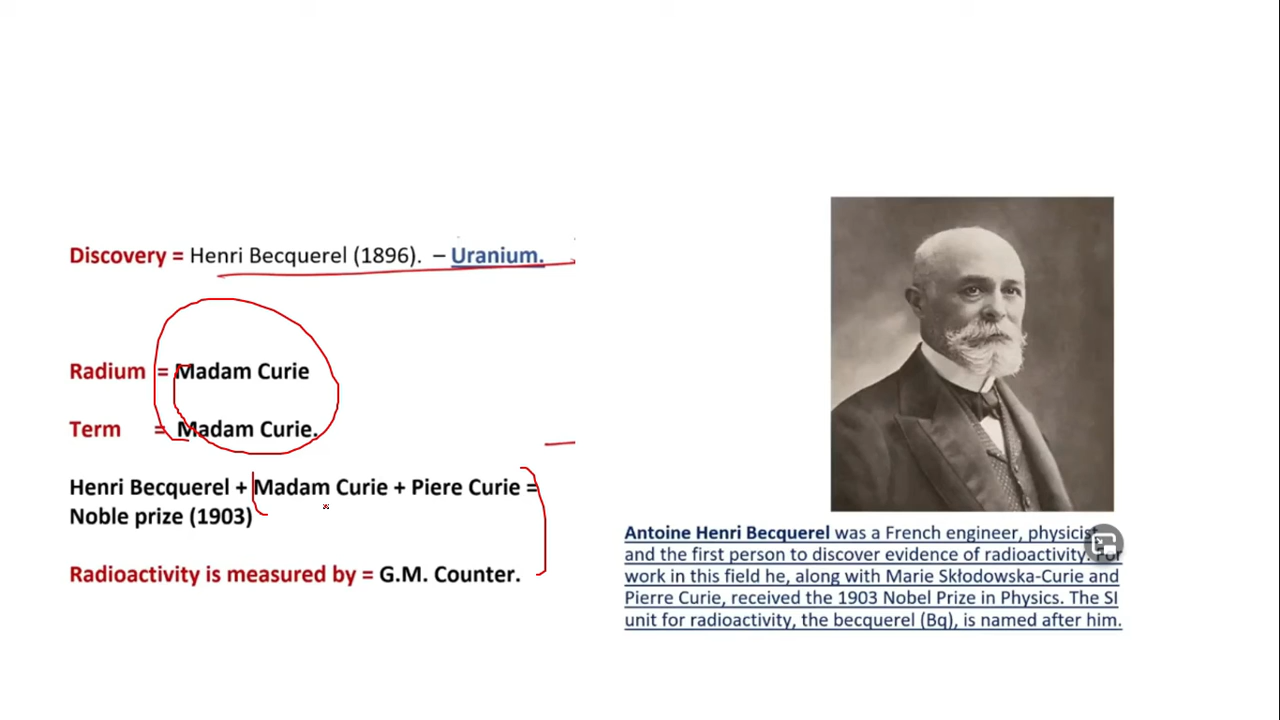 Discovery = Henri Becquerel (1896). – Uranium.
Radium = Madam Curie
Term = Madam Curie.
Henri Becquerel + Madam Curie + Piere Curie =
Noble prize (1903)
Radioactivity is measured by = G.M. Counter.
Antoine Henri Becquerel was a French engineer, physicist
and the first person to discover evidence of radioactivity. For
work in this field he, along with Marie Skłodowska-Curie and
Pierre Curie, received the 1903 Nobel Prize in Physics. The SI
unit for radioactivity, the becquerel (Bq), is named after him.